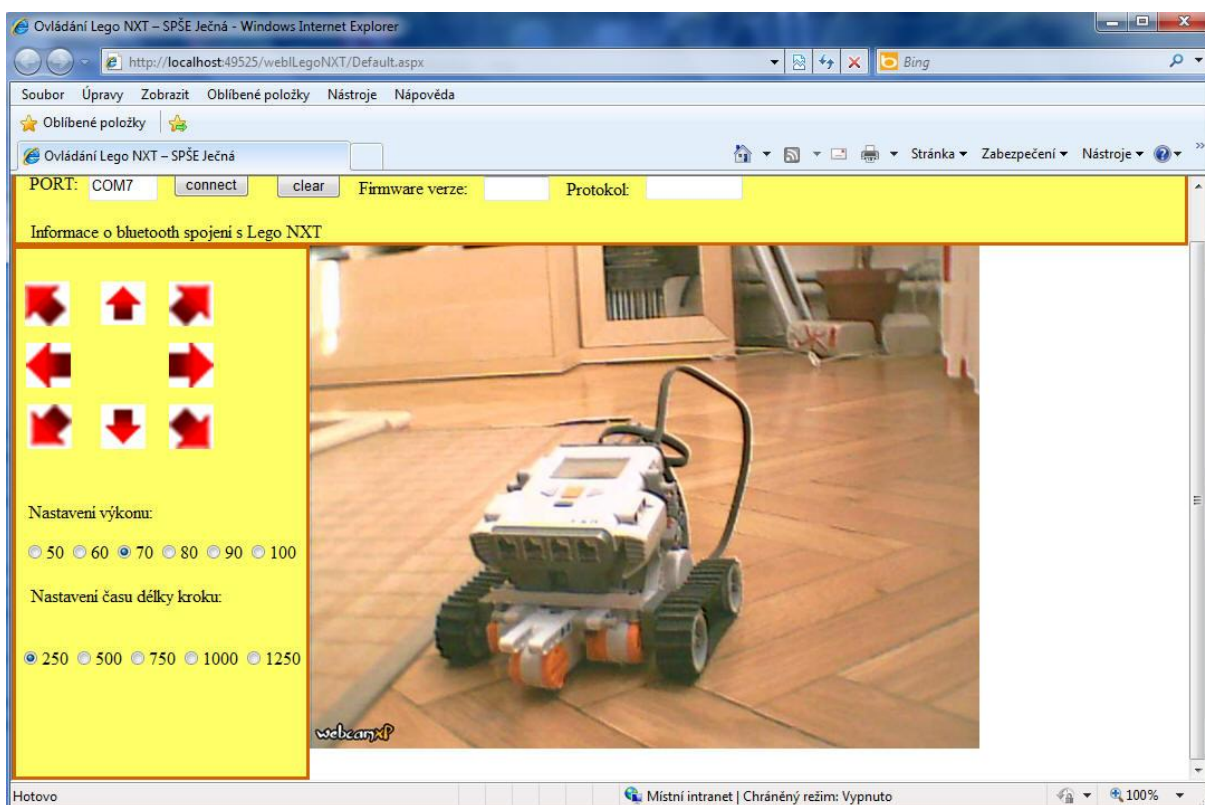 Ovládání Lego NXT – SPŠE Ječná - Windows Internet Explorer
http://localhost:49525/weblLegoNXT/Default.aspx
Bing
Soubor Úpravy Zobrazit Oblíbené položky Nástroje Nápověda
Oblíbené položky
Ovládání Lego NXT – SPŠE Ječná
Stránka Zabezpečení Nástroje
PORT: COM7 connect clear Firmware verze: Protokol:
Informace o bluetooth spojení s Lego NXT
Nastavení výkonu:
50 60 70 80 90 100
Nastavení času délky kroku:
250 500 750 1000 1250
webcamXP
Hotovo
Místní intranet | Chráněný režim: Vypnuto
100%